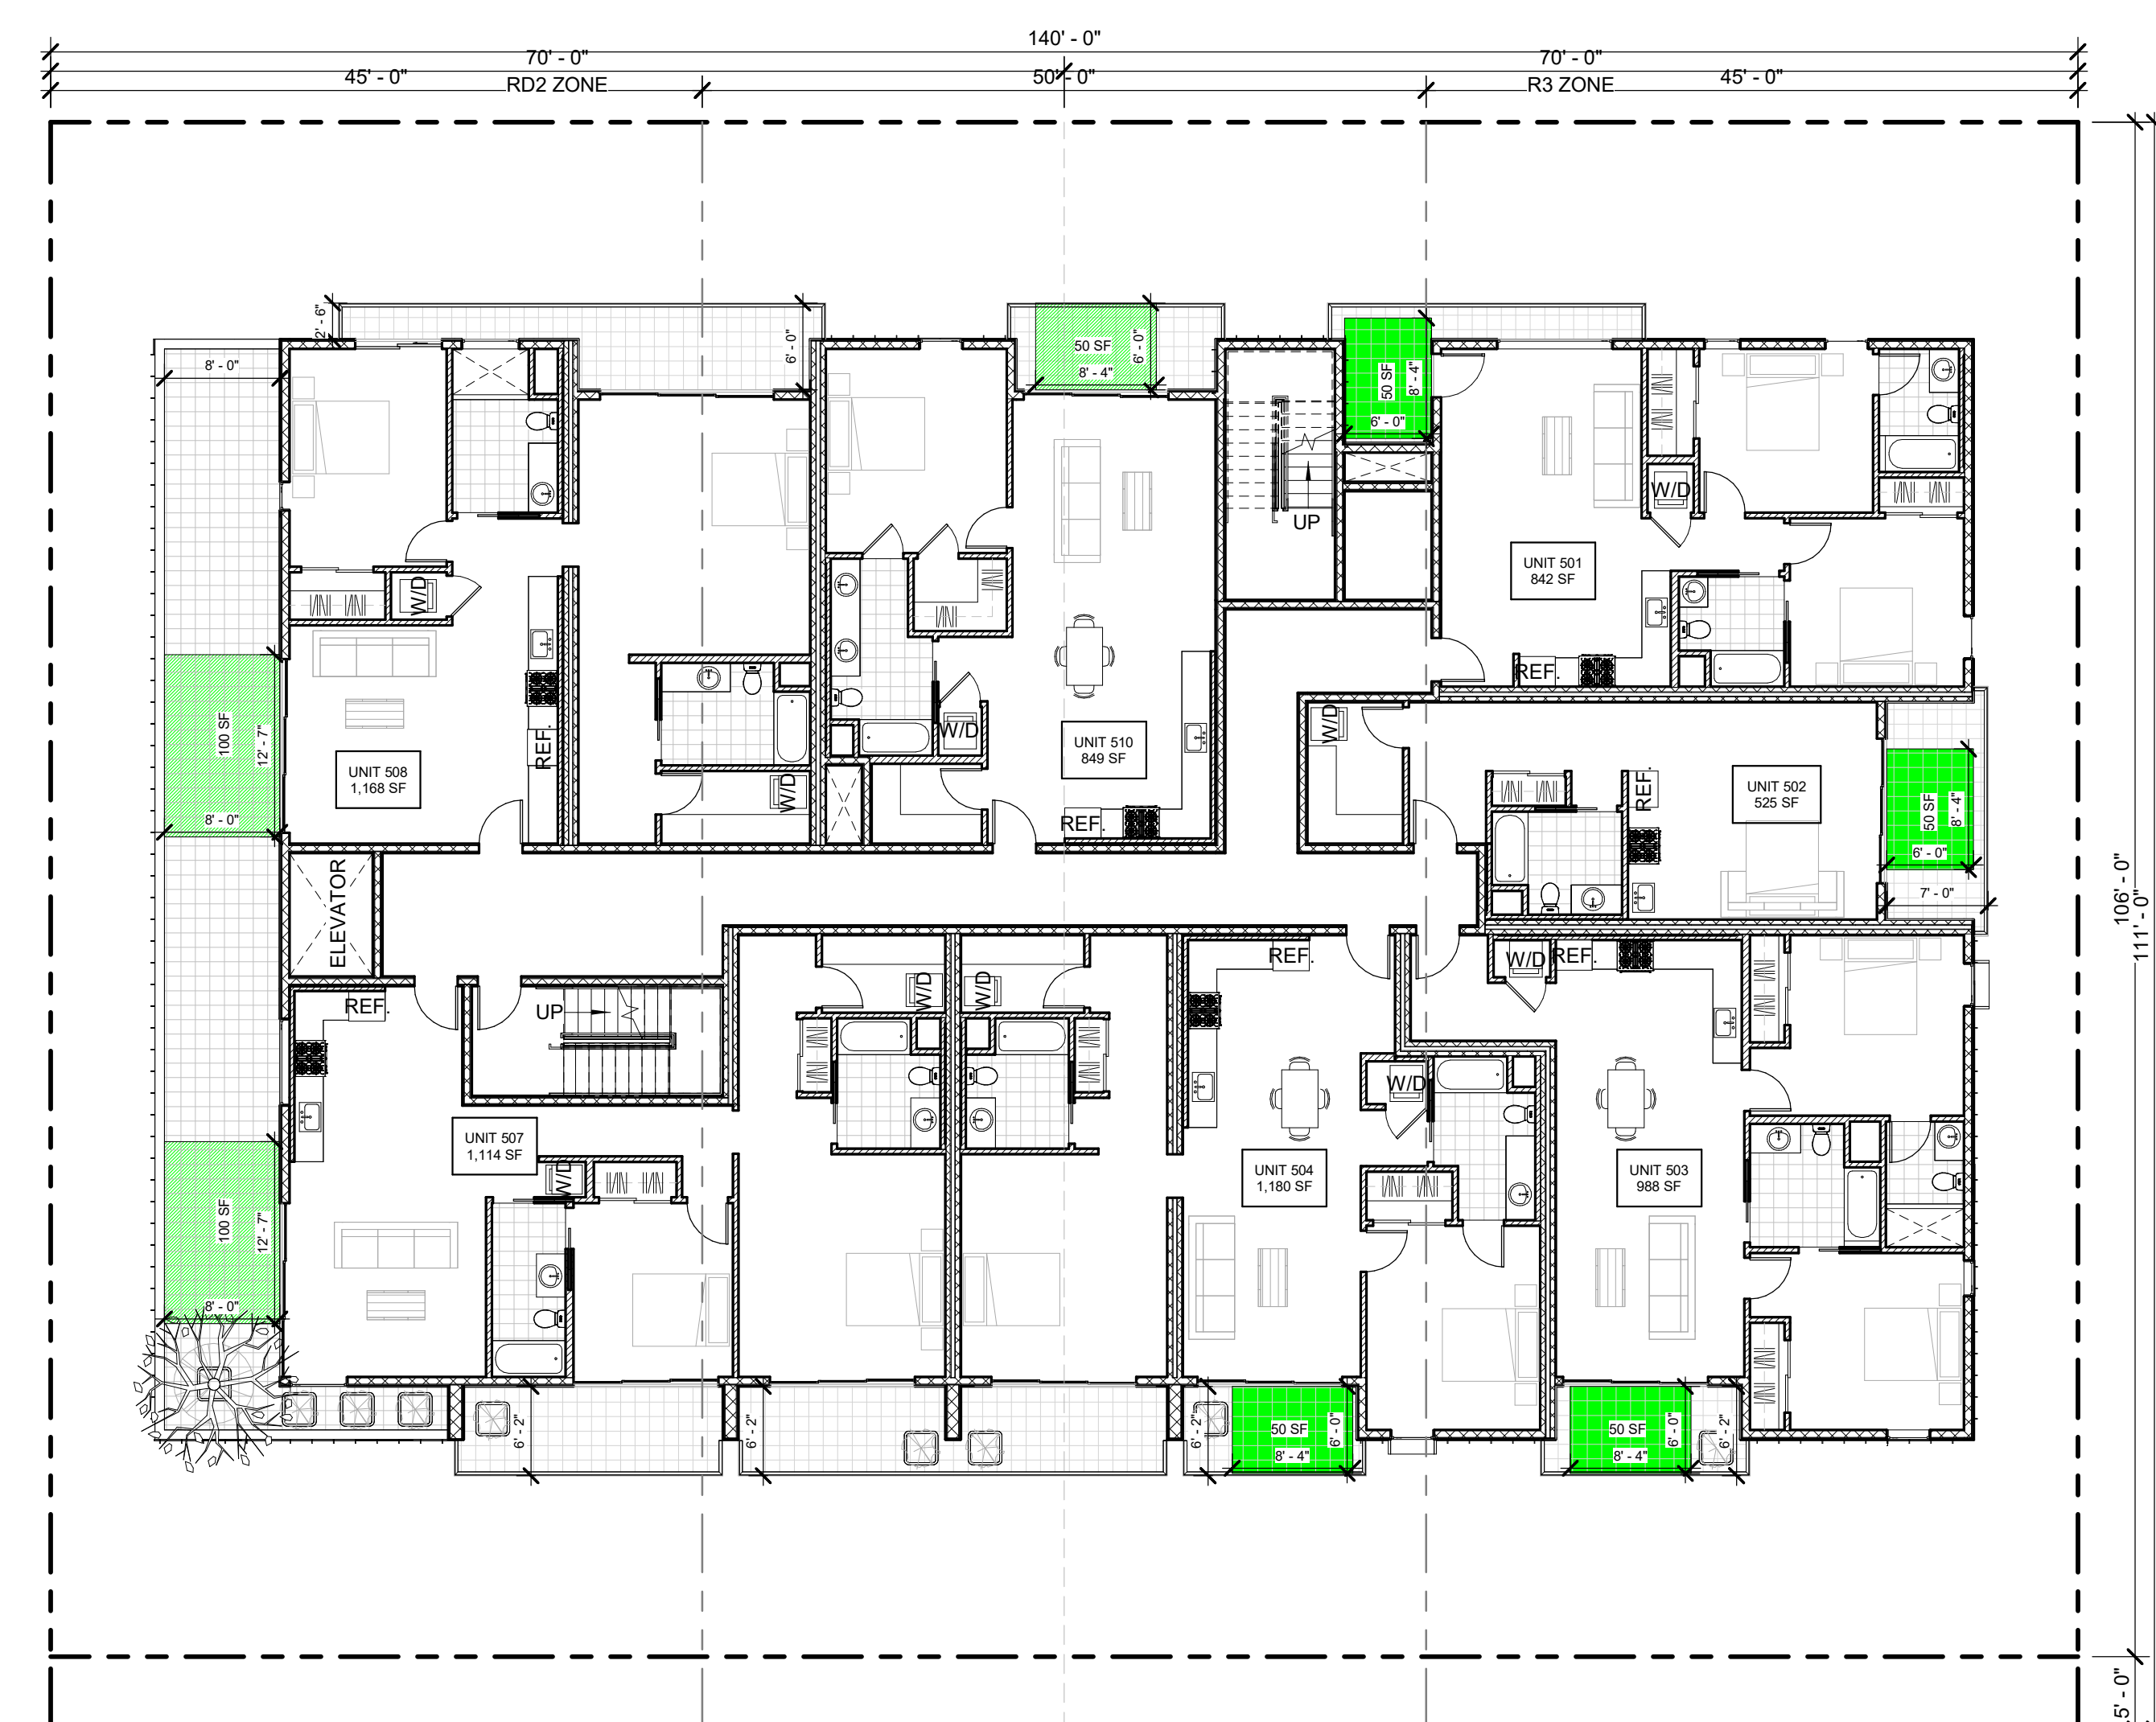 140' - 0"
70' - 0"
70' - 0"
45' - 0"
RD2 ZONE
50' - 0"
R3 ZONE
45' - 0"
2' - 6"
6' - 0"
50 SF
6' - 0"
8' - 4"
50 SF
8' - 4"
6' - 0"
8' - 0"
UP
W/D
UNIT 501
842 SF
W/D
REF.
100 SF
12' - 7"
8' - 0"
UNIT 508
1,168 SF
REF.
W/D
W/D
UNIT 510
849 SF
REF.
W/D
REF.
UNIT 502
525 SF
50 SF
8' - 4"
6' - 0"
7' - 0"
106' - 0"
111' - 0"
ELEVATOR
REF.
UP
W/D
W/D
REF.
W/D
REF.
W/D
UNIT 507
1,114 SF
W/D
UNIT 504
1,180 SF
UNIT 503
988 SF
100 SF
12' - 7"
8' - 0"
6' - 2"
6' - 2"
6' - 2"
50 SF
6' - 0"
8' - 4"
50 SF
6' - 0"
8' - 4"
6' - 2"
5' - 0"